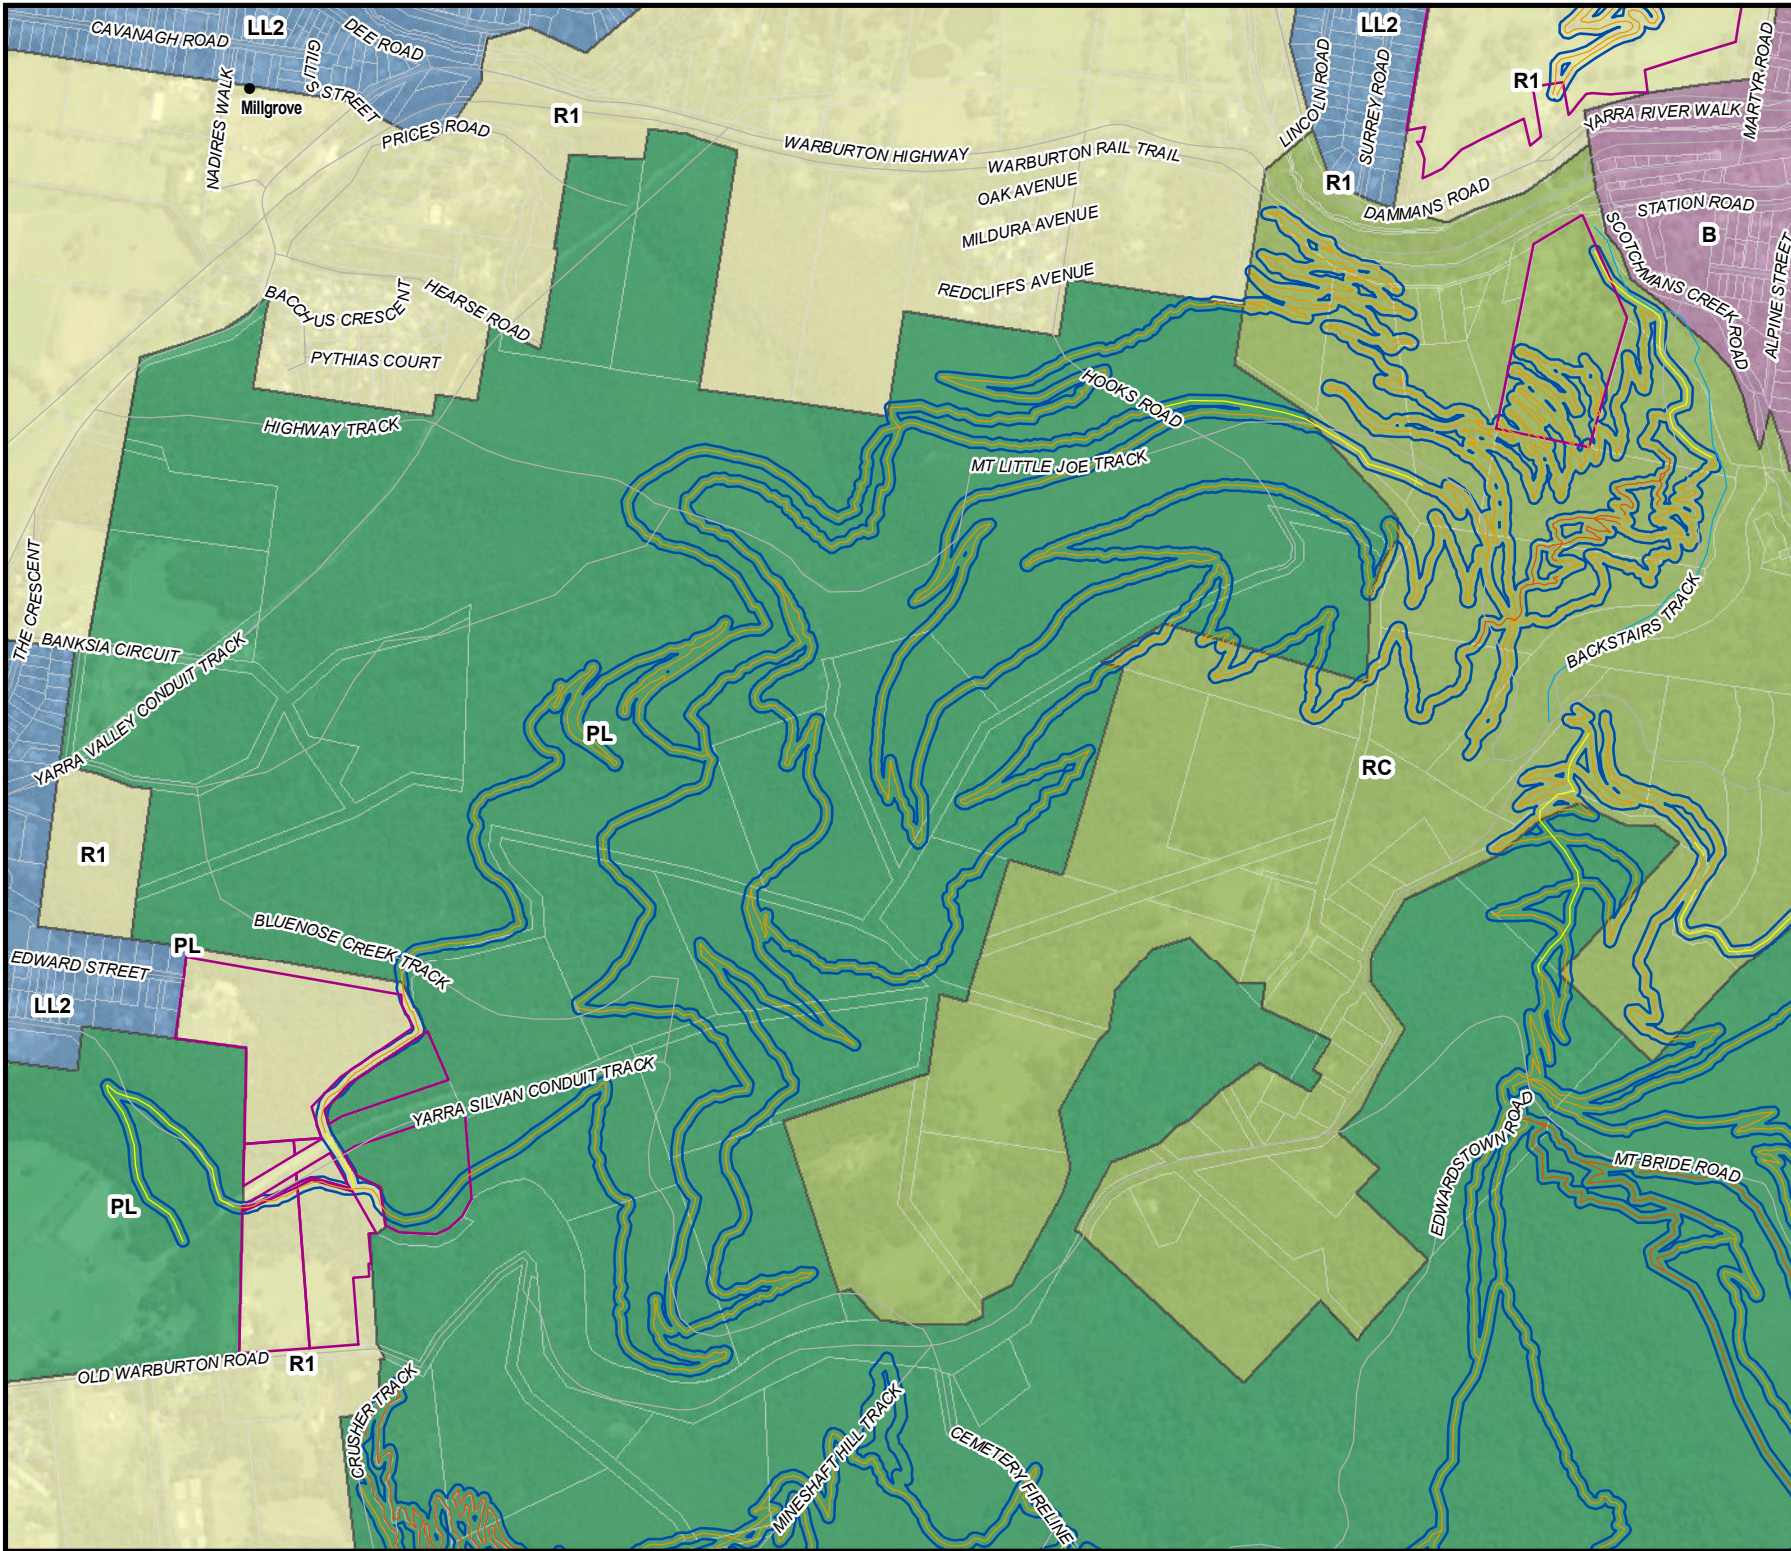 CAVANAGH ROAD
LL2
DEE ROAD
GILLIS STREET
NADIRES WALK
Millgrove
PRICES ROAD
R1
WARBURTON HIGHWAY
WARBURTON RAIL TRAIL
OAK AVENUE
MILDURA AVENUE
REDCLIFFS AVENUE
LINCOLN ROAD
LL2
SURREY ROAD
R1
R1
DAMMANS ROAD
YARRA RIVER WALK
MARTYR ROAD
STATION ROAD
B
SCOTCHMANS CREEK ROAD
ALPINE STREET
BACCHUS CRESCENT
HEARSE ROAD
PYTHIAS COURT
HIGHWAY TRACK
HOOKS ROAD
MT LITTLE JOE TRACK
THE CRESCENT
BANKSIA CIRCUIT
YARRA VALLEY CONDUIT TRACK
BACKSTAIRS TRACK
PL
RC
R1
BLUENOSE CREEK TRACK
PL
EDWARD STREET
LL2
YARRA SILVAN CONDUIT TRACK
EDWARDSTOWN ROAD
MT BRIDE ROAD
PL
OLD WARBURTON ROAD
R1
CRUSHER TRACK
MINESHAFT HILL TRACK
CEMETERY FIRELINE